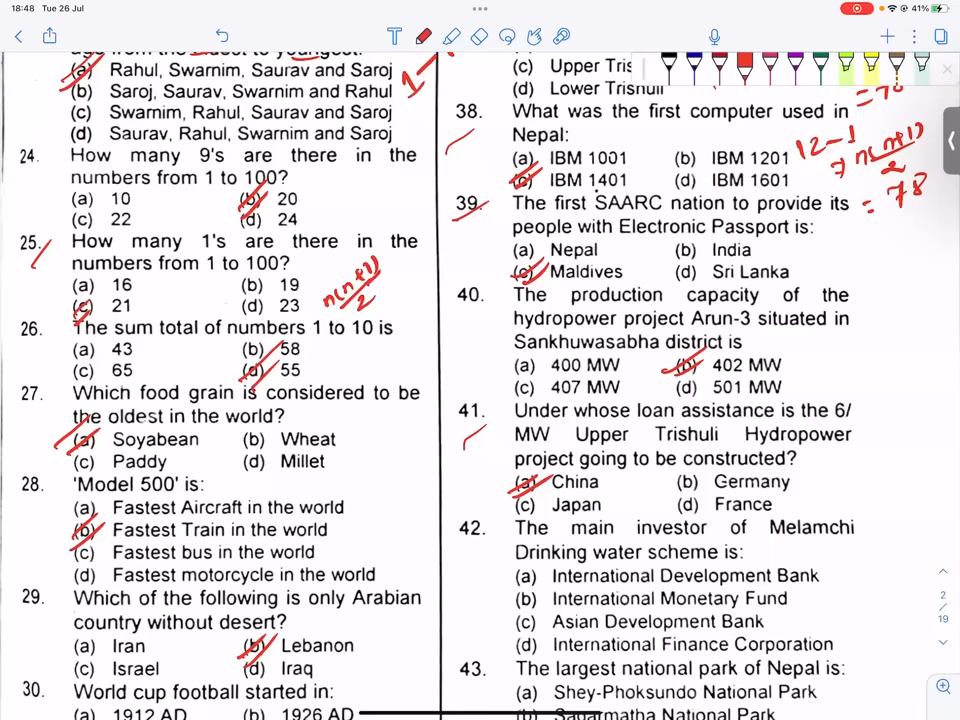 18:48 Tue 26 Jul
41%
(a) Rahul, Swarnim, Saurav and Saroj
(b) Saroj, Saurav, Swarnim and Rahul
(c) Swarnim, Rahul, Saurav and Saroj
(d) Saurav, Rahul, Swarnim and Saroj
24. How many 9's are there in the
numbers from 1 to 100?
(a) 10 (b) 20
(c) 22 (d) 24
25. How many 1's are there in the
numbers from 1 to 100?
(a) 16 (b) 19
(c) 21 (d) 23
n(n+1)
2
26. The sum total of numbers 1 to 10 is
(a) 43 (b) 58
(c) 65 (d) 55
27. Which food grain is considered to be
the oldest in the world?
(a) Soyabean (b) Wheat
(c) Paddy (d) Millet
28. 'Model 500' is:
(a) Fastest Aircraft in the world
(b) Fastest Train in the world
(c) Fastest bus in the world
(d) Fastest motorcycle in the world
29. Which of the following is only Arabian
country without desert?
(a) Iran (b) Lebanon
(c) Israel (d) Iraq
30. World cup football started in:
(a) 1912 AD (b) 1926 AD
(c) Upper
(d) Lower Trishuli
38. What was the first computer used in
Nepal:
(a) IBM 1001 (b) IBM 1201
(c) IBM 1401 (d) IBM 1601
12-1
n(n+1)
2
= 78
39. The first SAARC nation to provide its
people with Electronic Passport is:
(a) Nepal (b) India
(c) Maldives (d) Sri Lanka
40. The production capacity of the
hydropower project Arun-3 situated in
Sankhuwasabha district is
(a) 400 MW (b) 402 MW
(c) 407 MW (d) 501 MW
41. Under whose loan assistance is the 6/
MW Upper Trishuli Hydropower
project going to be constructed?
(a) China (b) Germany
(c) Japan (d) France
42. The main investor of Melamchi
Drinking water scheme is:
(a) International Development Bank
(b) International Monetary Fund
(c) Asian Development Bank
(d) International Finance Corporation
43. The largest national park of Nepal is:
(a) Shey-Phoksundo National Park
(b) Sagarmatha National Park
2
19